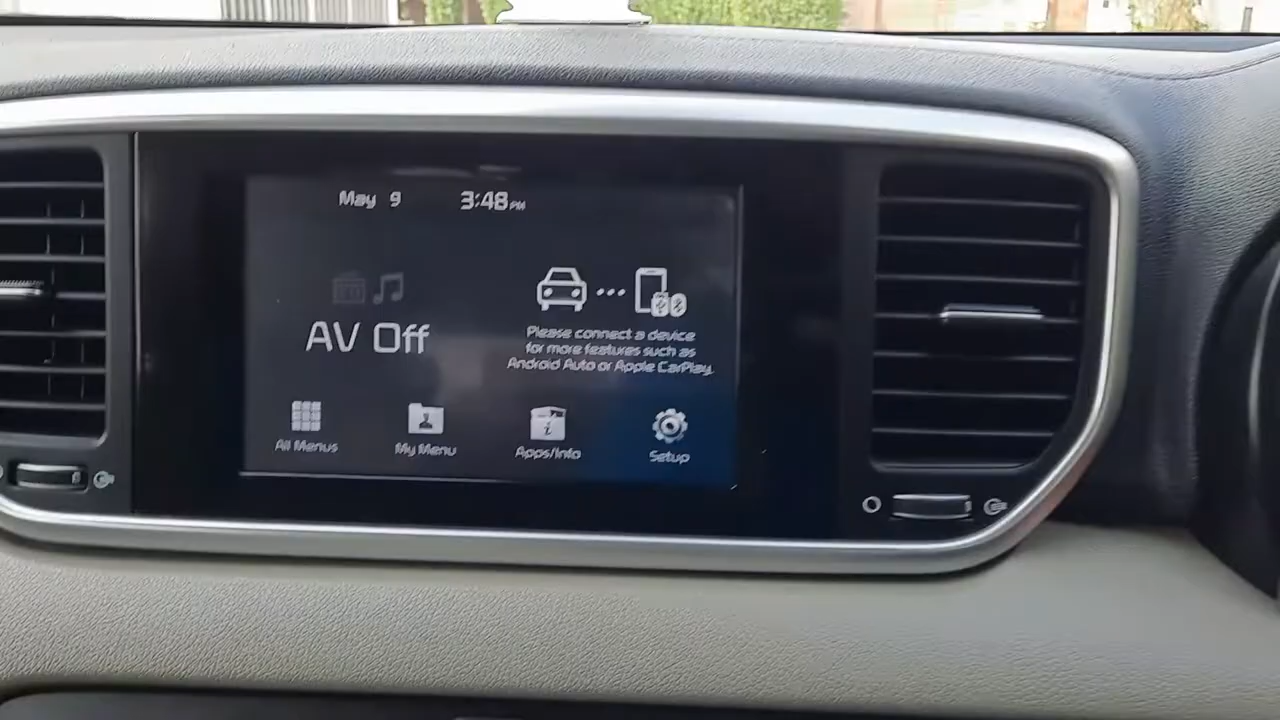 May 9 3:48 PM
AV Off
Please connect a device
for more features such as
Android Auto or Apple CarPlay.
All Menus My Menu Apps/Info Setup